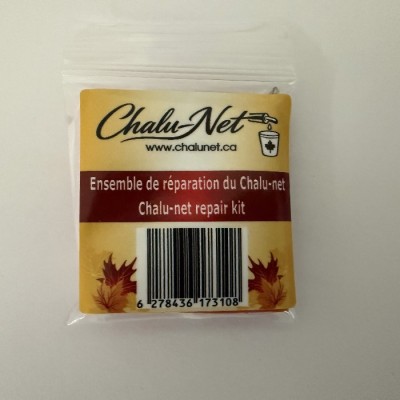 Chalu-Net
www.chalunet.ca
Ensemble de réparation du Chalu-net
Chalu-net repair kit
6 278436 173108